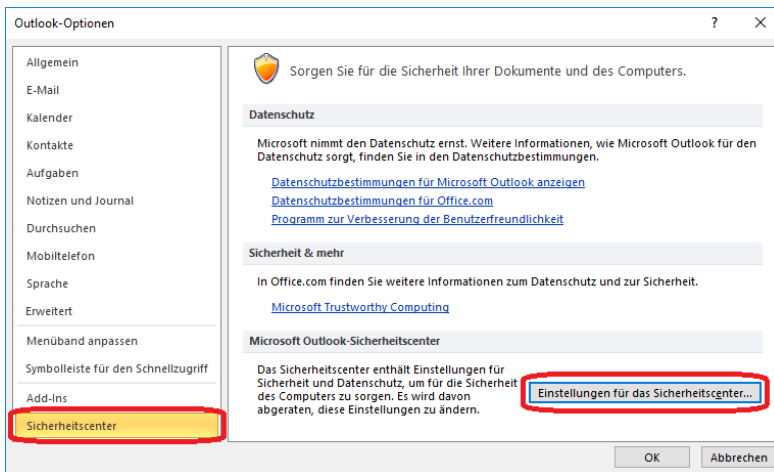 Outlook-Optionen
?
Allgemein
E-Mail
Kalender
Kontakte
Aufgaben
Notizen und Journal
Durchsuchen
Mobiltelefon
Sprache
Erweitert
Menüband anpassen
Symbolleiste für den Schnellzugriff
Add-Ins
Sicherheitscenter
Sorgen Sie für die Sicherheit Ihrer Dokumente und des Computers.
Datenschutz
Microsoft nimmt den Datenschutz ernst. Weitere Informationen, wie Microsoft Outlook für den
Datenschutz sorgt, finden Sie in den Datenschutzbestimmungen.
Datenschutzbestimmungen für Microsoft Outlook anzeigen
Datenschutzbestimmungen für Office.com
Programm zur Verbesserung der Benutzerfreundlichkeit
Sicherheit & mehr
In Office.com finden Sie weitere Informationen zum Datenschutz und zur Sicherheit.
Microsoft Trustworthy Computing
Microsoft Outlook-Sicherheitscenter
Das Sicherheitscenter enthält Einstellungen für
Sicherheit und Datenschutz, um für die Sicherheit
des Computers zu sorgen. Es wird davon
abgeraten, diese Einstellungen zu ändern.
Einstellungen für das Sicherheitscenter...
OK
Abbrechen